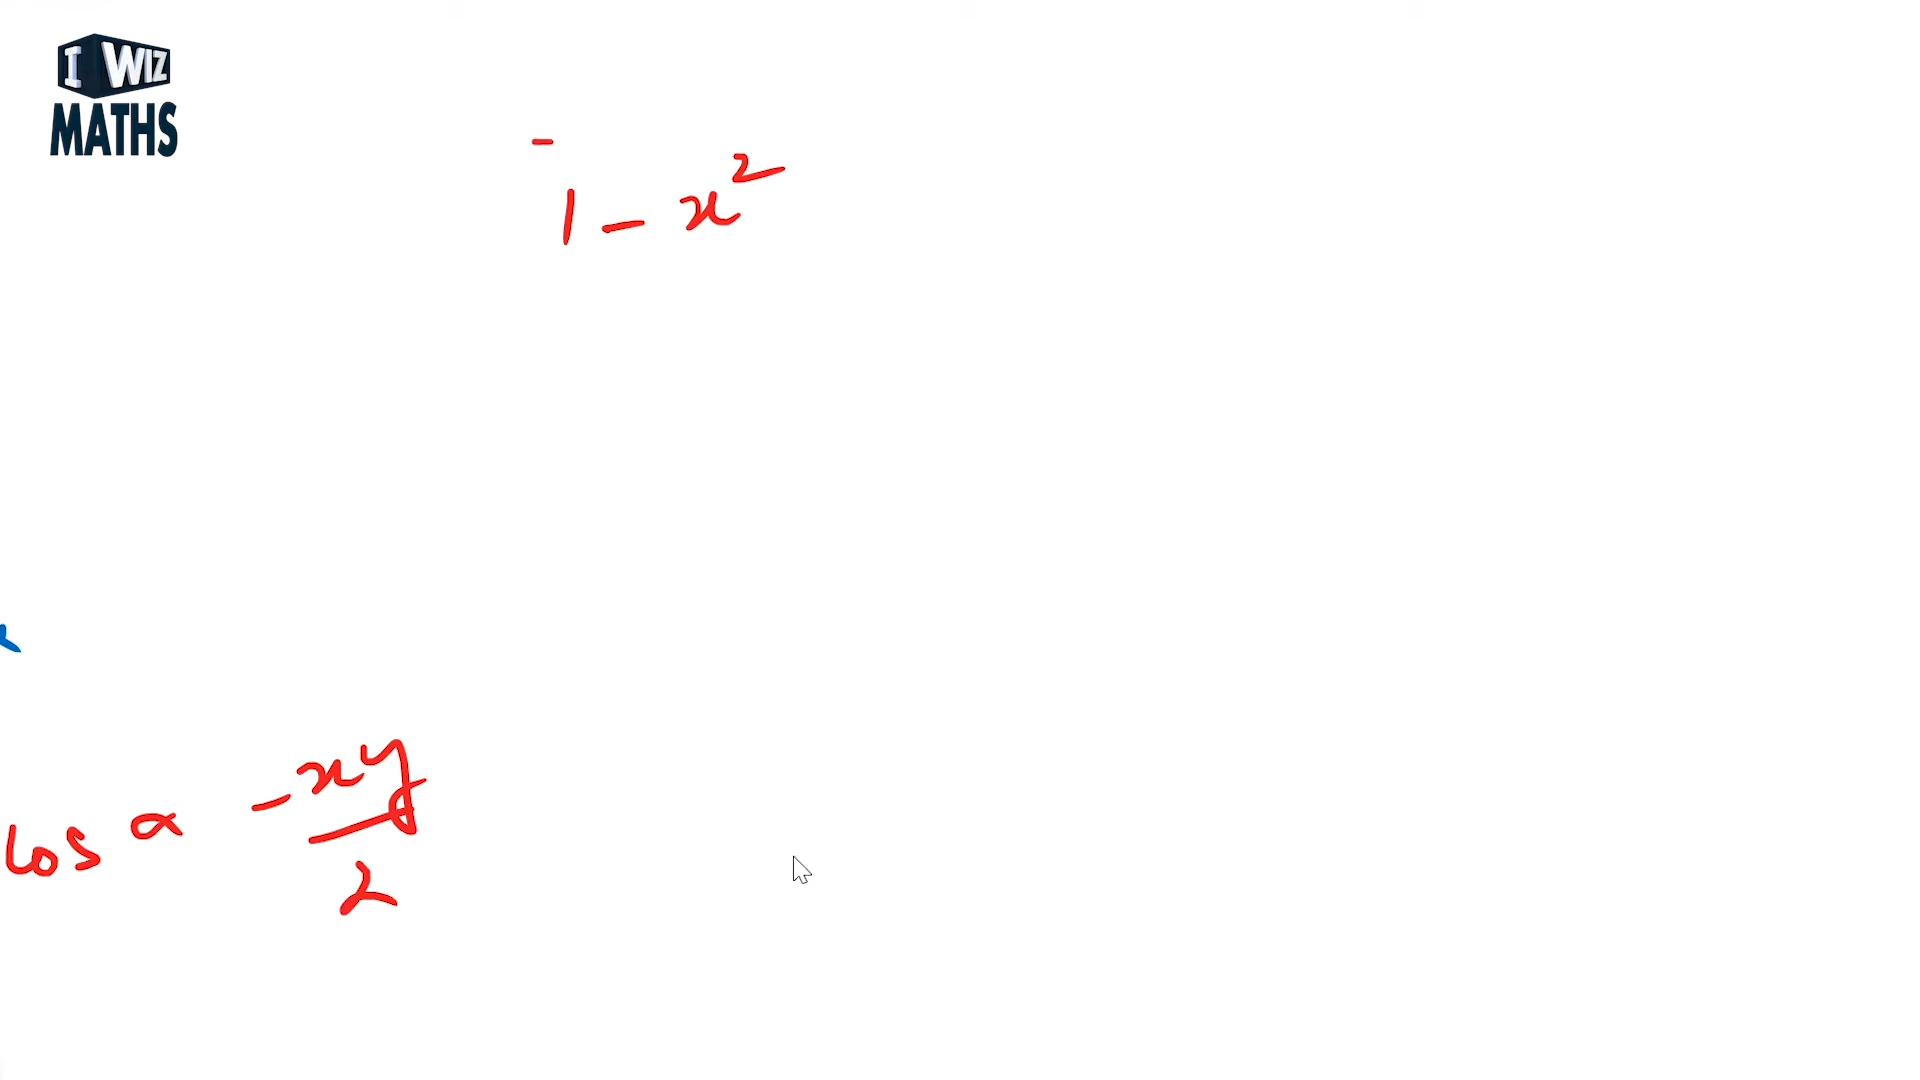 I WIZ
MATHS
-
1 - x²
cos α - xy/2